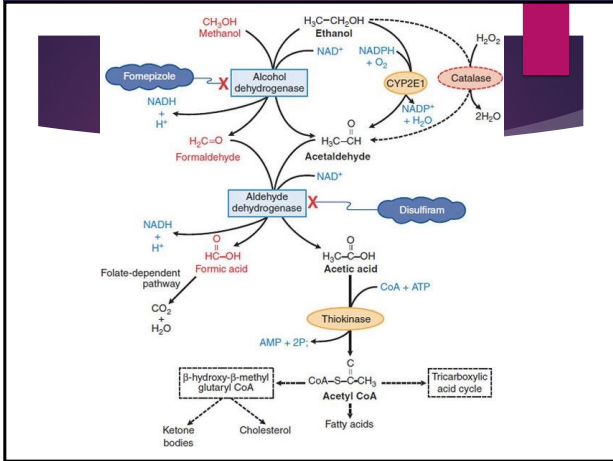 CH₃OH
Methanol
H₃C–CH₂OH
Ethanol
H₂O₂
NAD⁺
NADPH
+ O₂
Fomepizole
X
Alcohol
dehydrogenase
CYP2E1
Catalase
NADH
+
H⁺
NADP⁺
+ H₂O
2H₂O
H₂C=O
Formaldehyde
O
||
H₃C–CH
Acetaldehyde
NAD⁺
Aldehyde
dehydrogenase
X
Disulfiram
NADH
+
H⁺
O
||
HC–OH
Formic acid
O
||
H₃C–C–OH
Acetic acid
Folate-dependent
pathway
CO₂
+
H₂O
CoA + ATP
Thiokinase
AMP + 2Pᵢ
C
||
CoA–S–C–CH₃
Acetyl CoA
β-hydroxy-β-methyl
glutaryl CoA
Tricarboxylic
acid cycle
Ketone
bodies
Cholesterol
Fatty acids